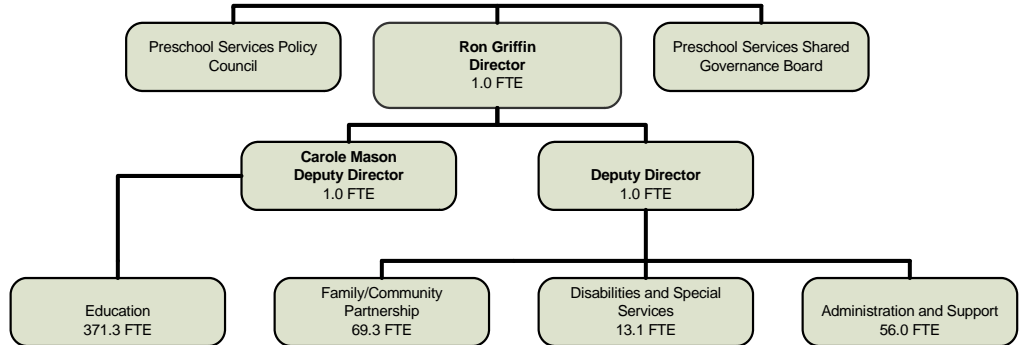 Preschool Services Policy
Council
Ron Griffin
Director
1.0 FTE
Preschool Services Shared
Governance Board
Carole Mason
Deputy Director
1.0 FTE
Deputy Director
1.0 FTE
Education
371.3 FTE
Family/Community
Partnership
69.3 FTE
Disabilities and Special
Services
13.1 FTE
Administration and Support
56.0 FTE